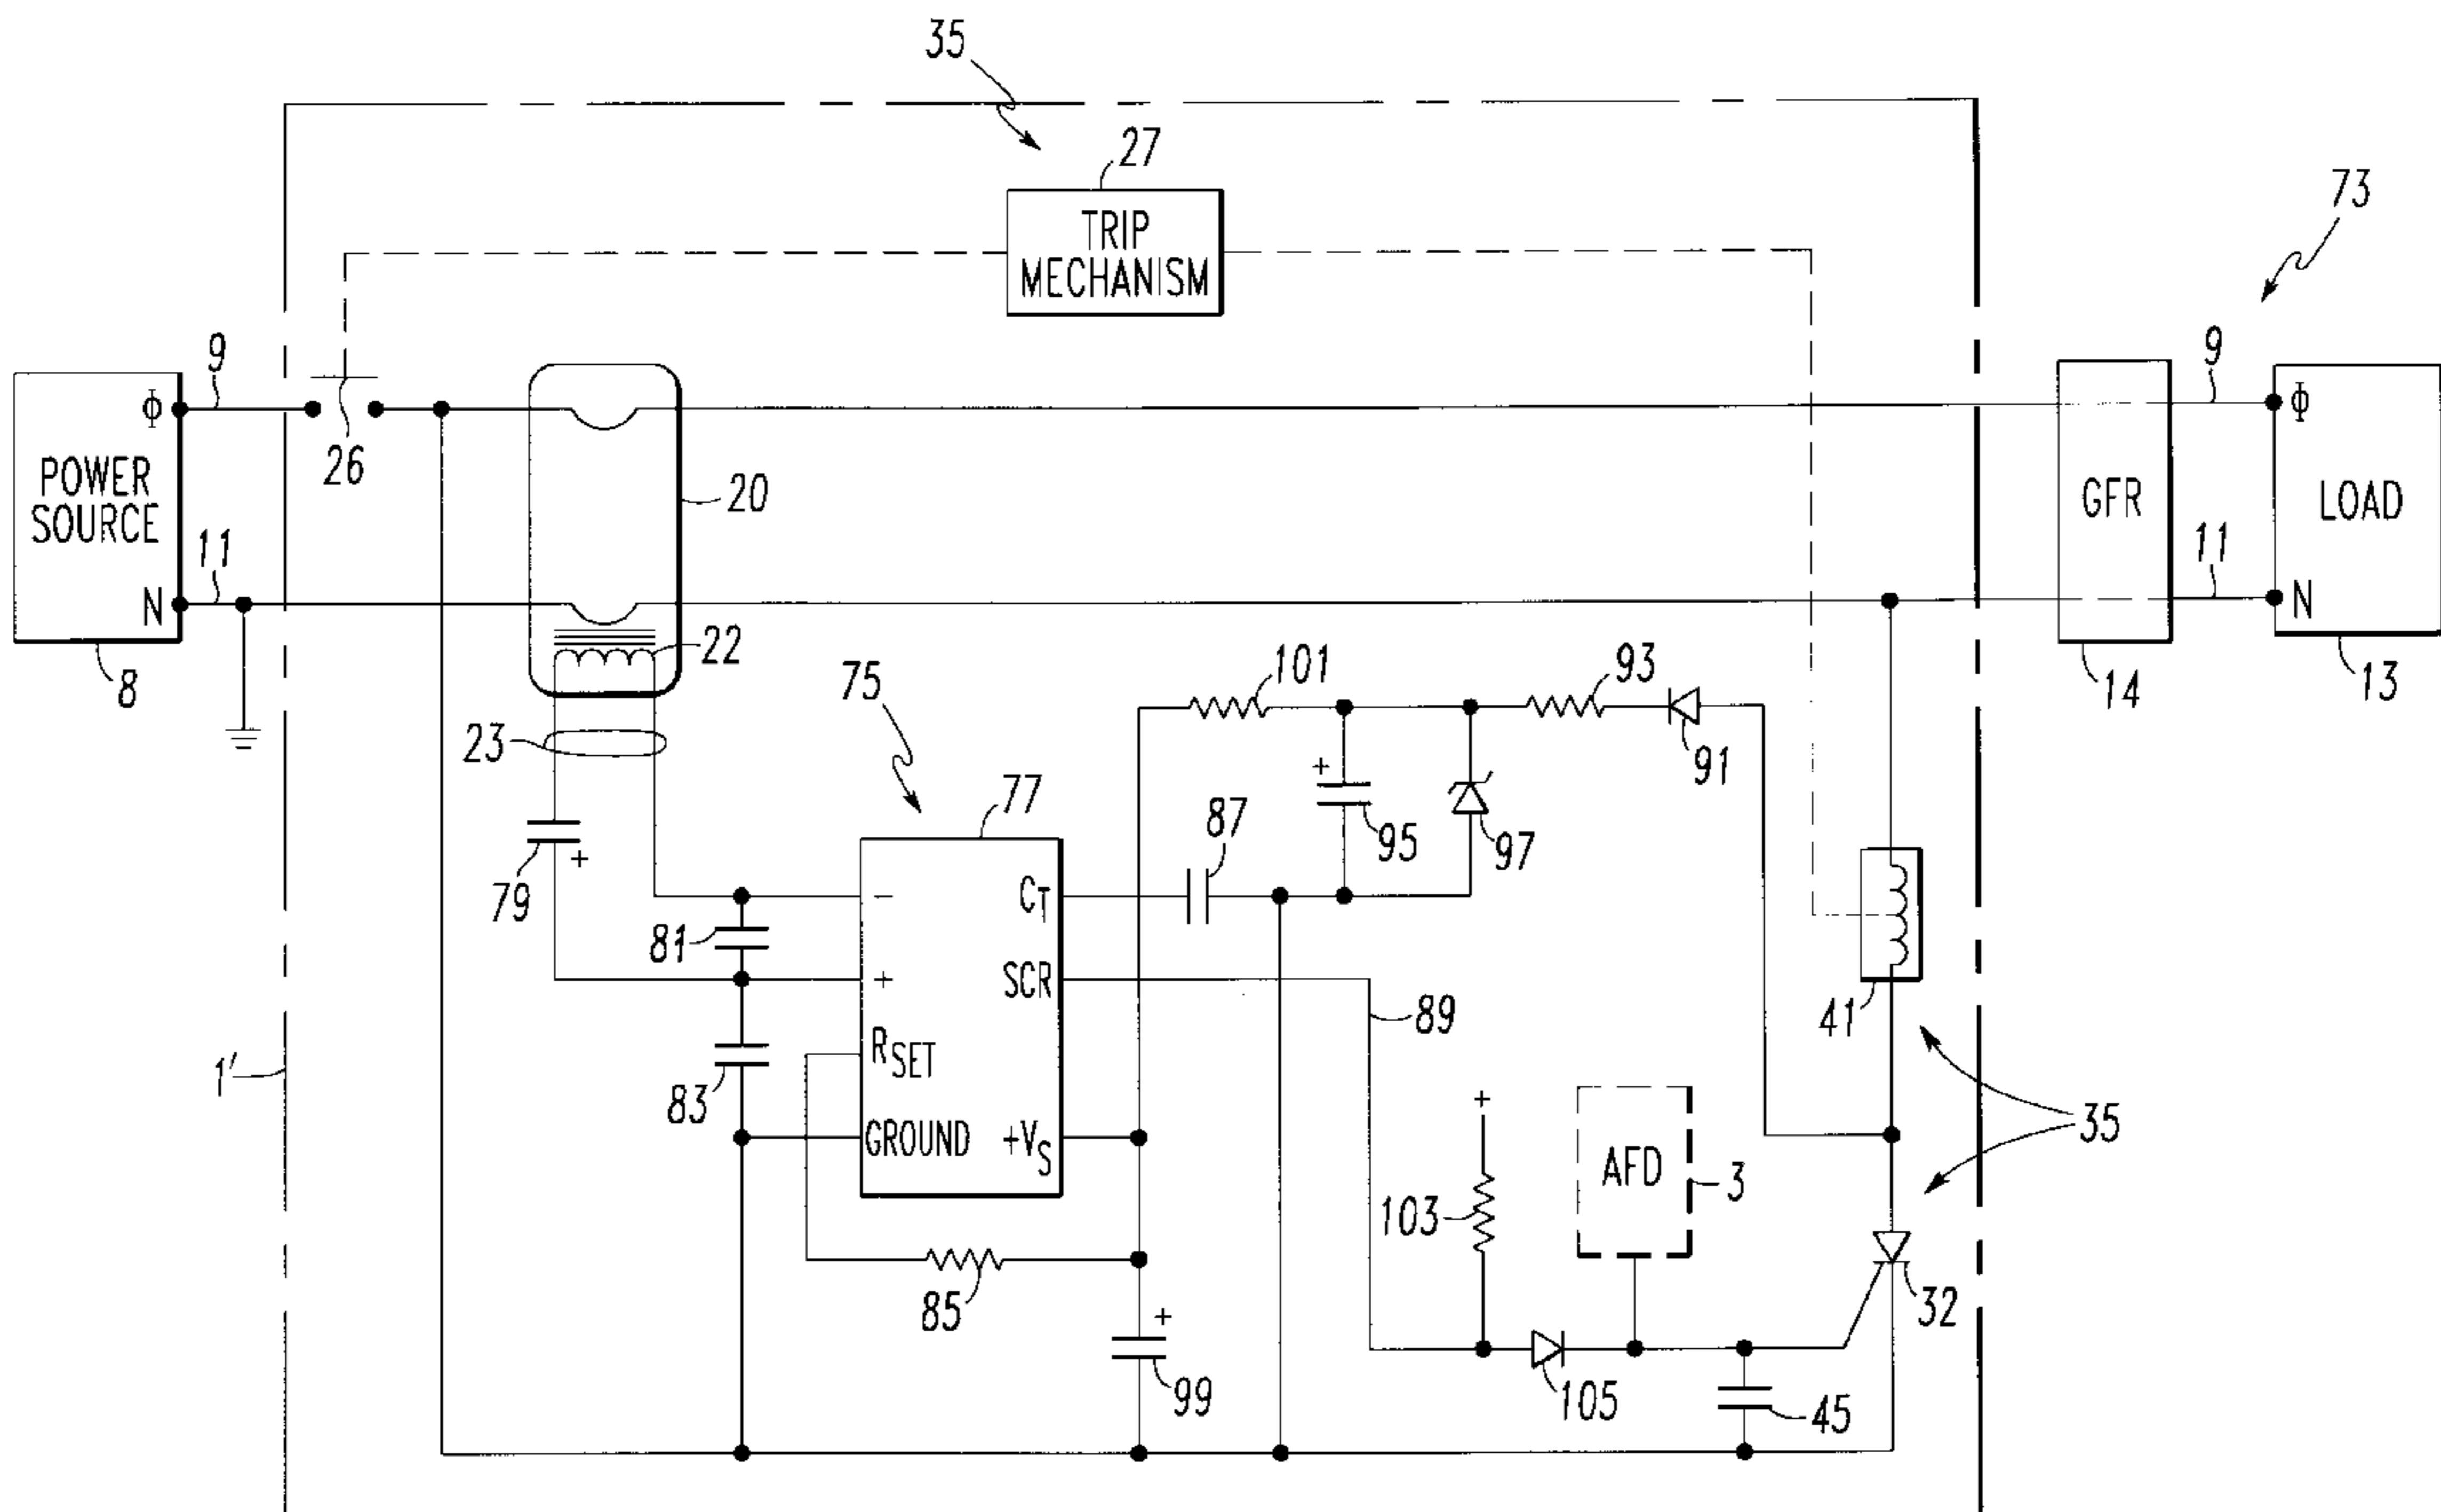 35
27
TRIP
MECHANISM
73
9
Φ
26
POWER
SOURCE
20
11
N
8
9
Φ
GFR
LOAD
11
N
14
13
22
23
75
101
93
91
77
+
95
97
87
79
+
81
−
CT
+
SCR
89
41
RSET
1'
83
GROUND
+VS
+
AFD
3
35
103
85
+
99
105
45
32